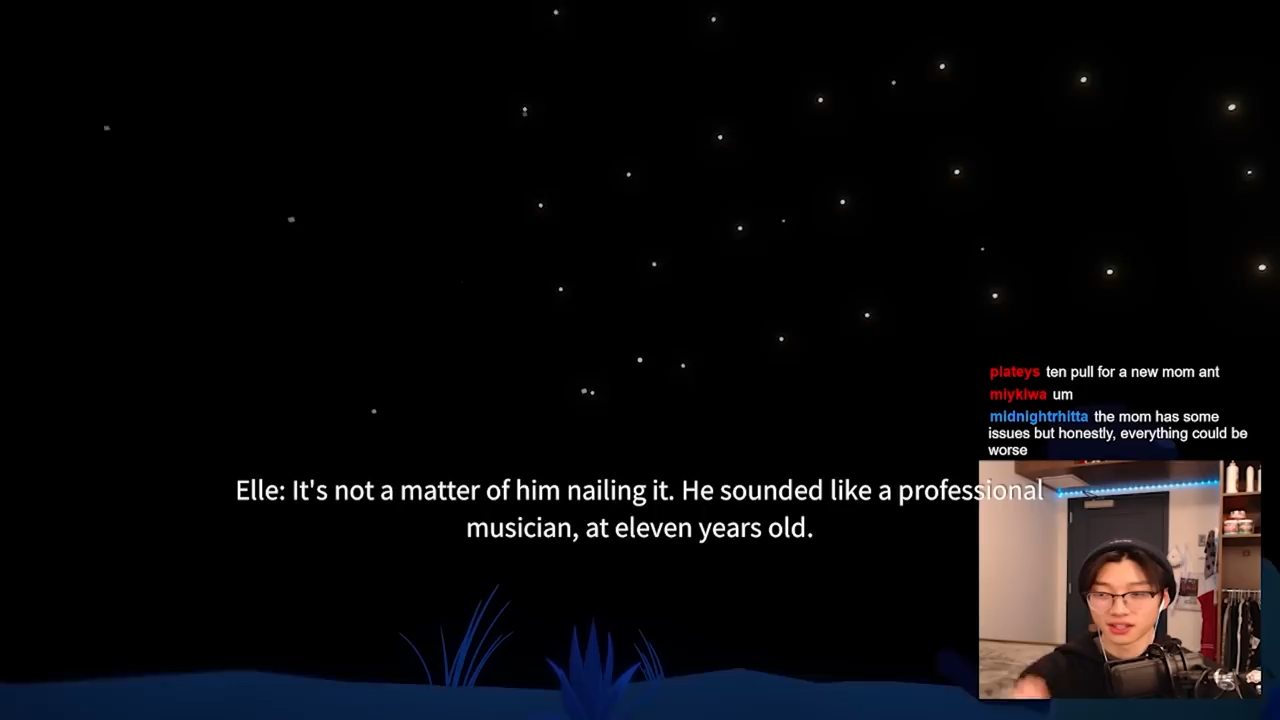 plateys ten pull for a new mom ant
miykiwa um
midnightrhitta the mom has some
issues but honestly, everything could be
worse
Elle: It's not a matter of him nailing it. He sounded like a professional
musician, at eleven years old.